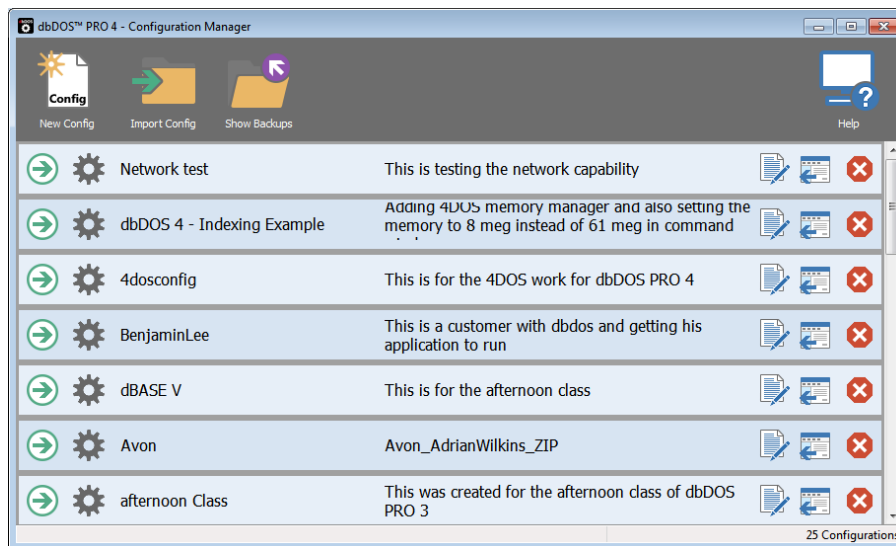 dbDOS™ PRO 4 - Configuration Manager
Config
New Config
Import Config
Show Backups
?
Help
Network test
This is testing the network capability
dbDOS 4 - Indexing Example
Adding 4DOS memory manager and also setting the
memory to 8 meg instead of 61 meg in command
4dosconfig
This is for the 4DOS work for dbDOS PRO 4
BenjaminLee
This is a customer with dbdos and getting his
application to run
dBASE V
This is for the afternoon class
Avon
Avon_AdrianWilkins_ZIP
afternoon Class
This was created for the afternoon class of dbDOS
PRO 3
25 Configurations